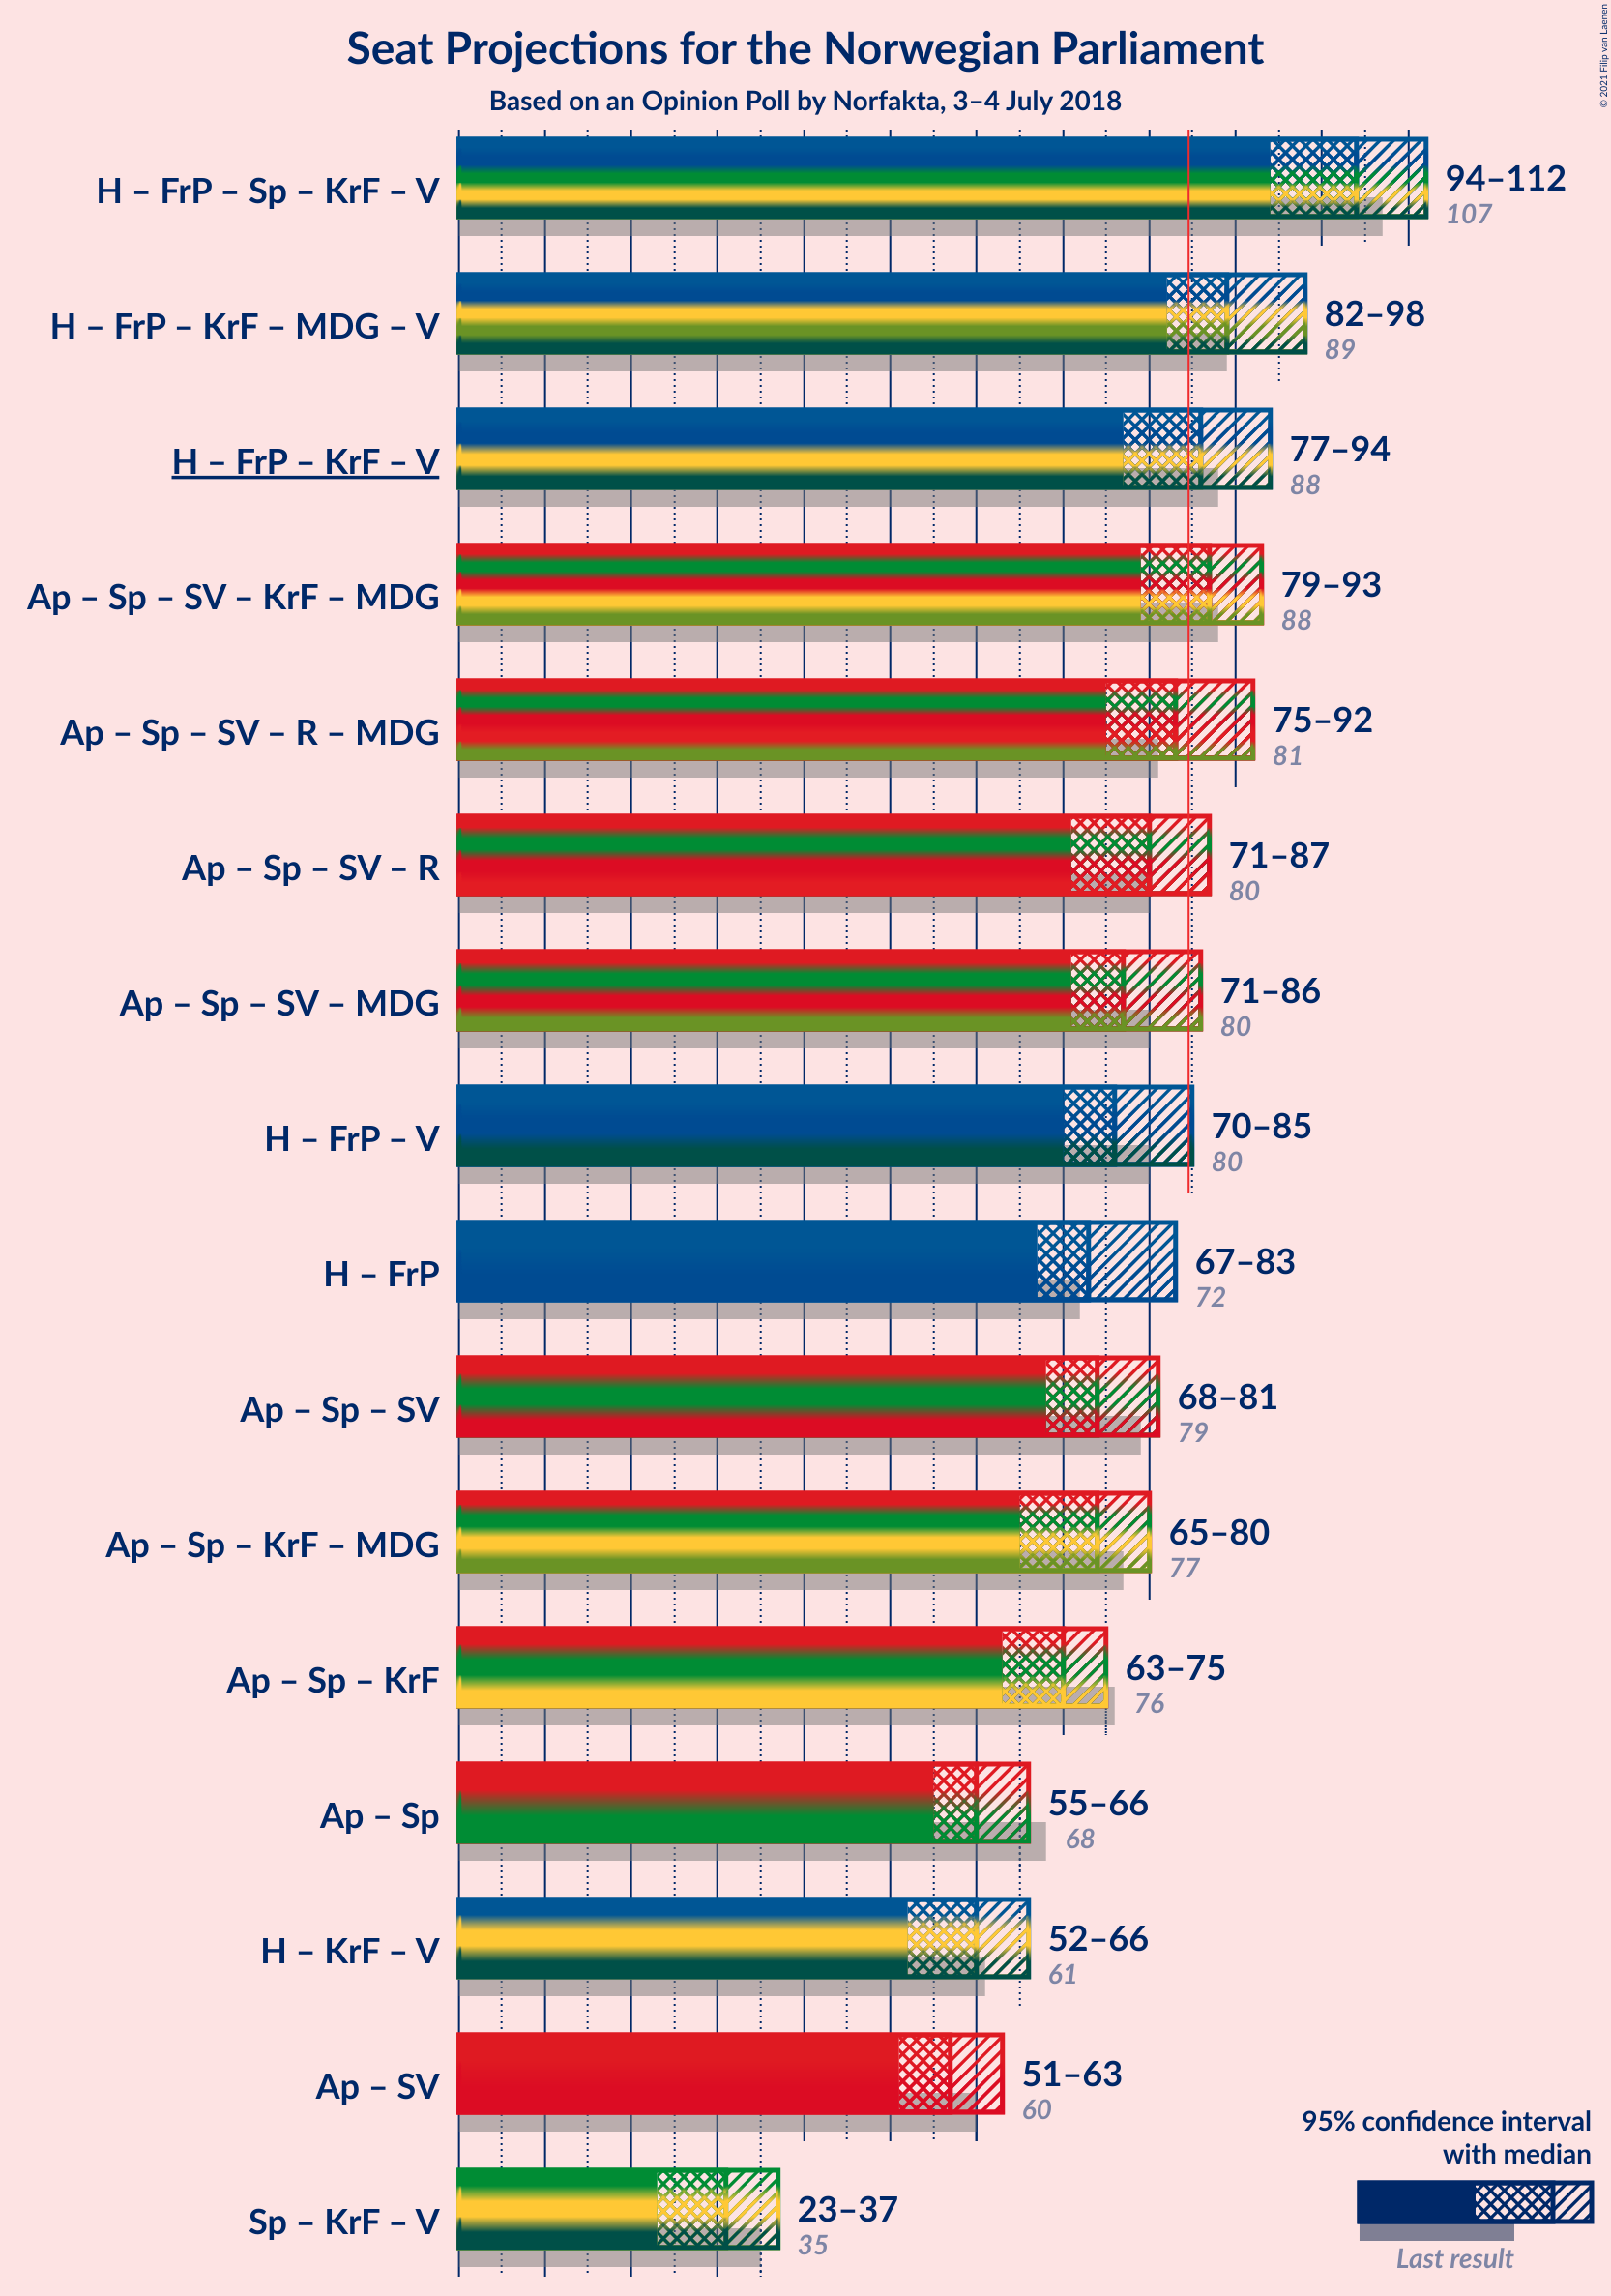 © 2021 Filip van Laenen
Seat Projections for the Norwegian Parliament
Based on an Opinion Poll by Norfakta, 3–4 July 2018
H – FrP – Sp – KrF – V
94–112
107
H – FrP – KrF – MDG – V
82–98
89
H – FrP – KrF – V
77–94
88
Ap – Sp – SV – KrF – MDG
79–93
88
Ap – Sp – SV – R – MDG
75–92
81
Ap – Sp – SV – R
71–87
80
Ap – Sp – SV – MDG
71–86
80
H – FrP – V
70–85
80
H – FrP
67–83
72
Ap – Sp – SV
68–81
79
Ap – Sp – KrF – MDG
65–80
77
Ap – Sp – KrF
63–75
76
Ap – Sp
55–66
68
H – KrF – V
52–66
61
Ap – SV
51–63
60
Sp – KrF – V
23–37
35
95% confidence interval
with median
Last result